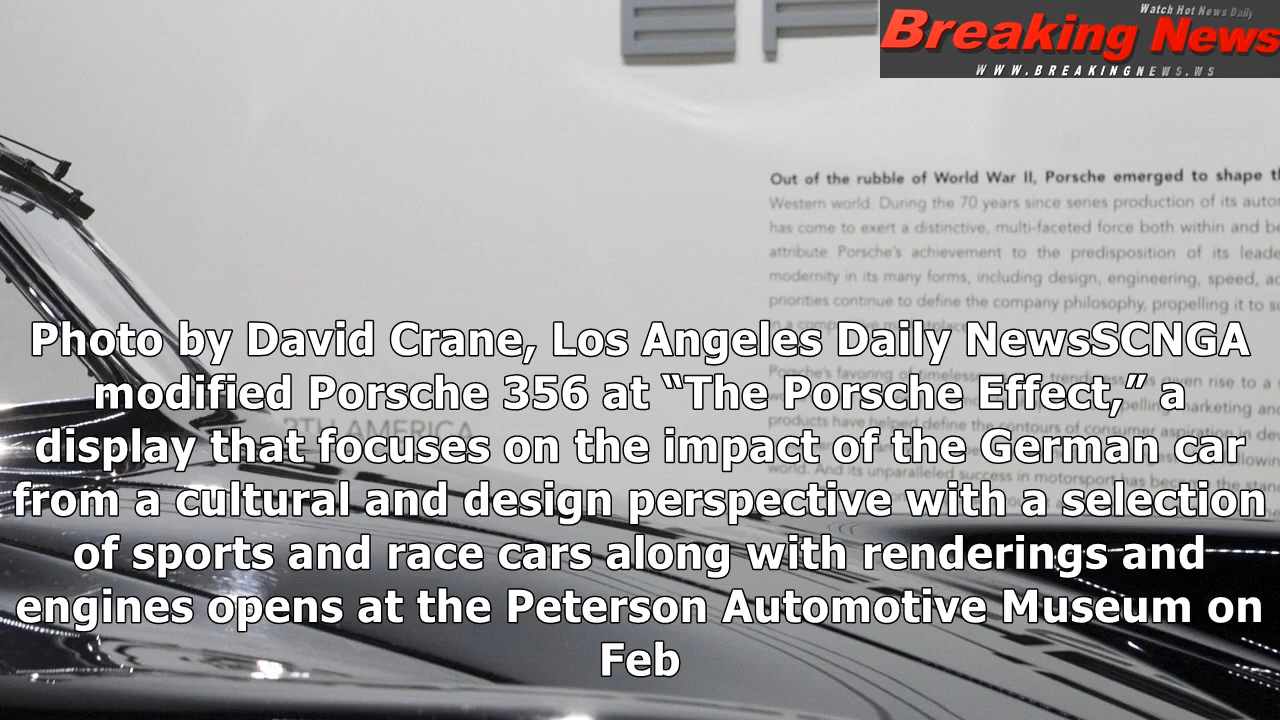 EF
Watch Hot News Daily
Breaking News
WWW.BREAKINGNEWS.WS
Out of the rubble of World War II, Porsche emerged to shape
Western world. During the 70 years since series production of its
has come to exert a distinctive, multi-faceted force both within and
attribute Porsche's achievement to the predisposition of its
modernity in its many forms, including design, engineering, speed,
priorities continue to define the company philosophy, propelling it to
Photo by David Crane, Los Angeles Daily NewsSCNGA
modified Porsche 356 at “The Porsche Effect,” a
display that focuses on the impact of the German car
from a cultural and design perspective with a selection
of sports and race cars along with renderings and
engines opens at the Peterson Automotive Museum on
Feb